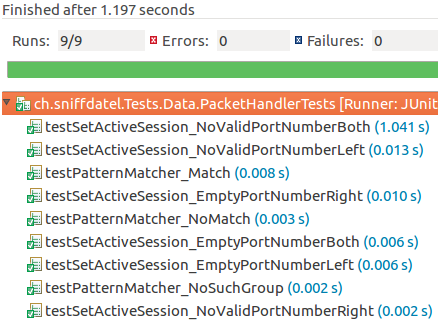 Finished after 1.197 seconds
Runs: 9/9 Errors: 0 Failures: 0
ch.sniffdatel.Tests.Data.PacketHandlerTests [Runner: JUnit
testSetActiveSession_NoValidPortNumberBoth (1.041 s)
testSetActiveSession_NoValidPortNumberLeft (0.013 s)
testPatternMatcher_Match (0.008 s)
testSetActiveSession_EmptyPortNumberRight (0.010 s)
testPatternMatcher_NoMatch (0.003 s)
testSetActiveSession_EmptyPortNumberBoth (0.006 s)
testSetActiveSession_EmptyPortNumberLeft (0.006 s)
testPatternMatcher_NoSuchGroup (0.002 s)
testSetActiveSession_NoValidPortNumberRight (0.002 s)